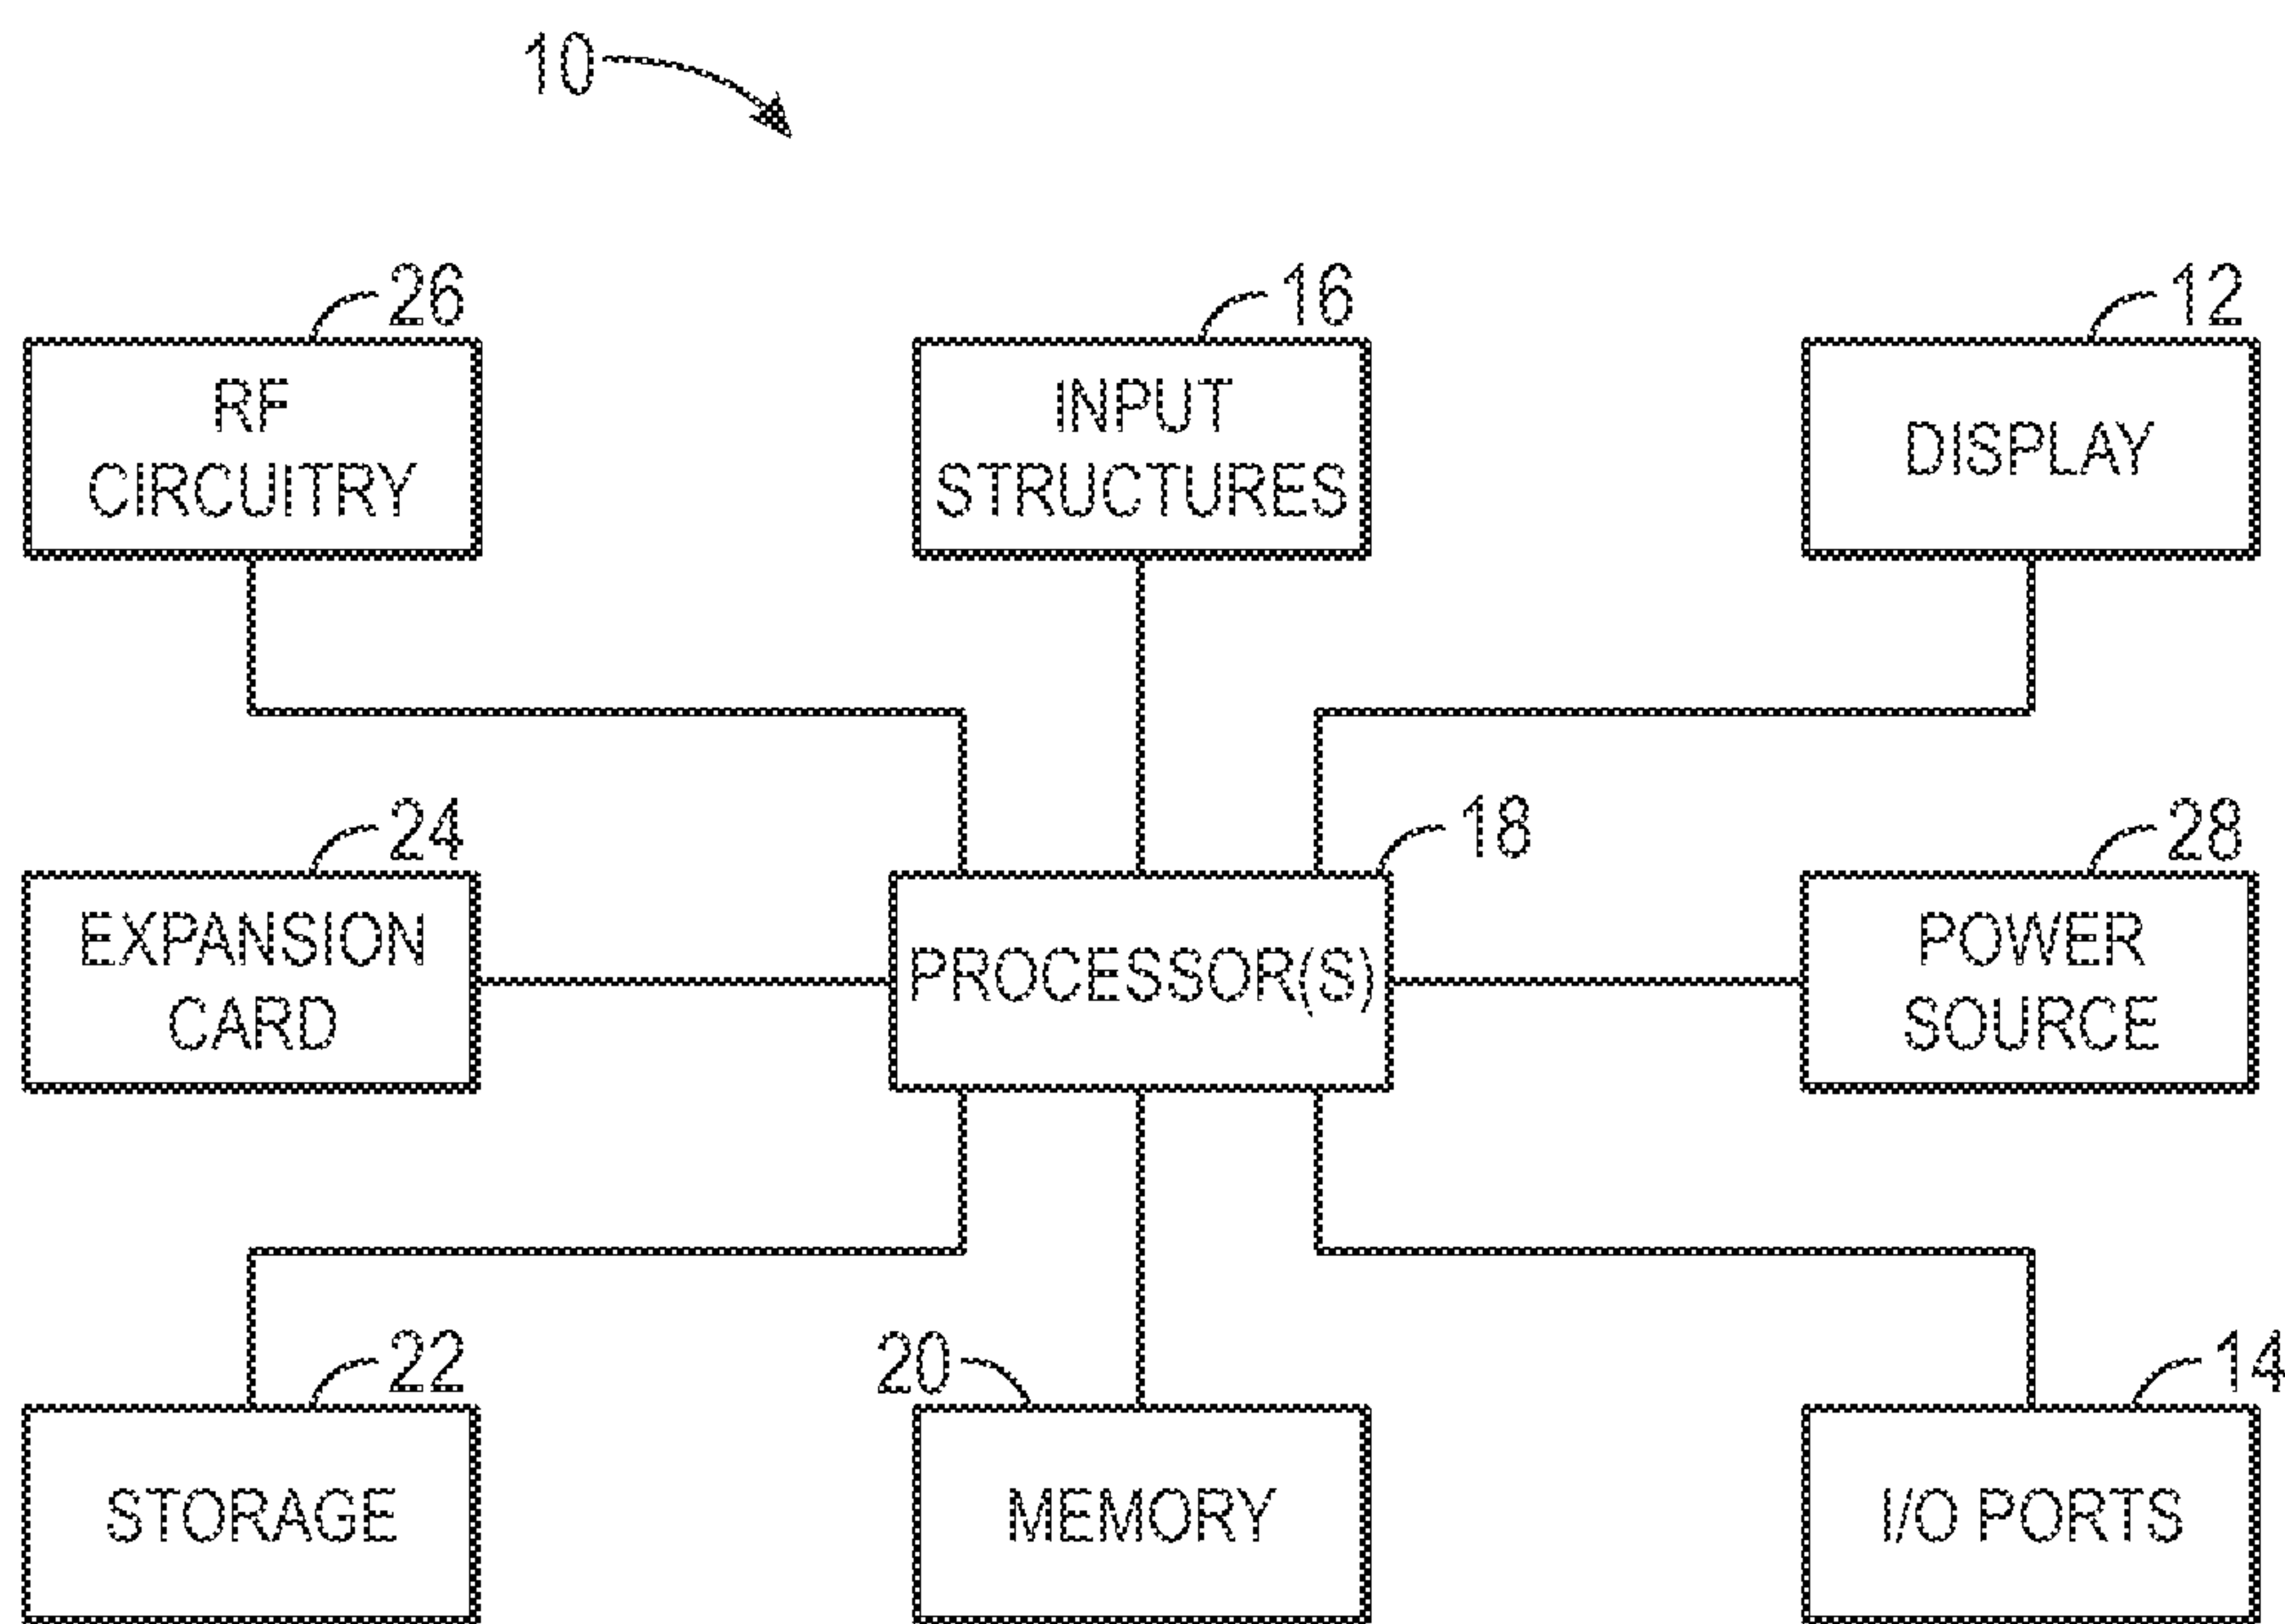 10
26
16
12
RF
CIRCUITRY
INPUT
STRUCTURES
DISPLAY
24
18
28
EXPANSION
CARD
PROCESSOR(S)
POWER
SOURCE
22
20
14
STORAGE
MEMORY
I/O PORTS